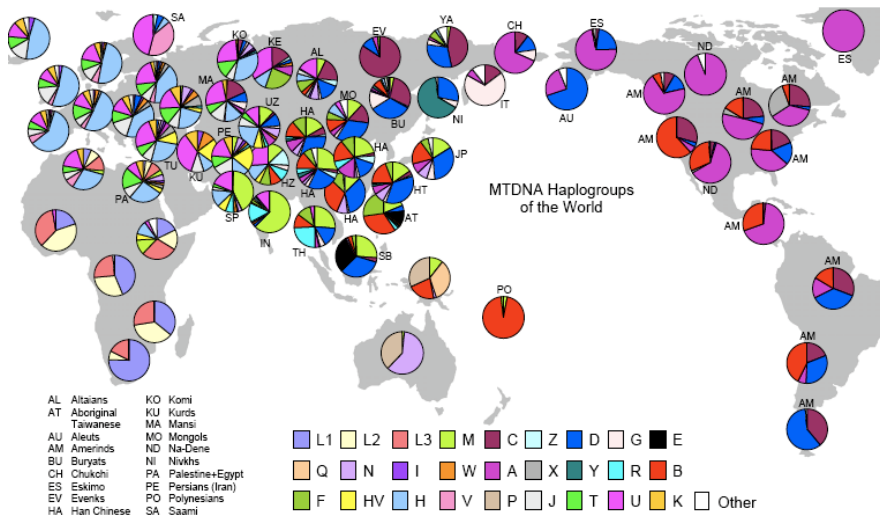 SA
KO
KE
EV
YA
CH
ES
ND
ES
AL
MA
MO
AM
AM
AM
UZ
HA
BU
NI
IT
AU
PE
HA
JP
AM
AM
TU
KU
HZ
HA
HT
ND
PA
SP
HA
AT
MTDNA Haplogroups
of the World
IN
TH
SB
AM
PO
AM
AM
AM
AL Altaians
AT Aboriginal
Taiwanese
AU Aleuts
AM Amerinds
BU Buryats
CH Chukchi
ES Eskimo
EV Evenks
HA Han Chinese
KO Komi
KU Kurds
MA Mansi
MO Mongols
ND Na-Dene
NI Nivkhs
PA Palestine+Egypt
PE Persians (Iran)
PO Polynesians
SA Saami
L1 L2 L3 M C Z D G E
Q N I W A X Y R B
F HV H V P J T U K Other